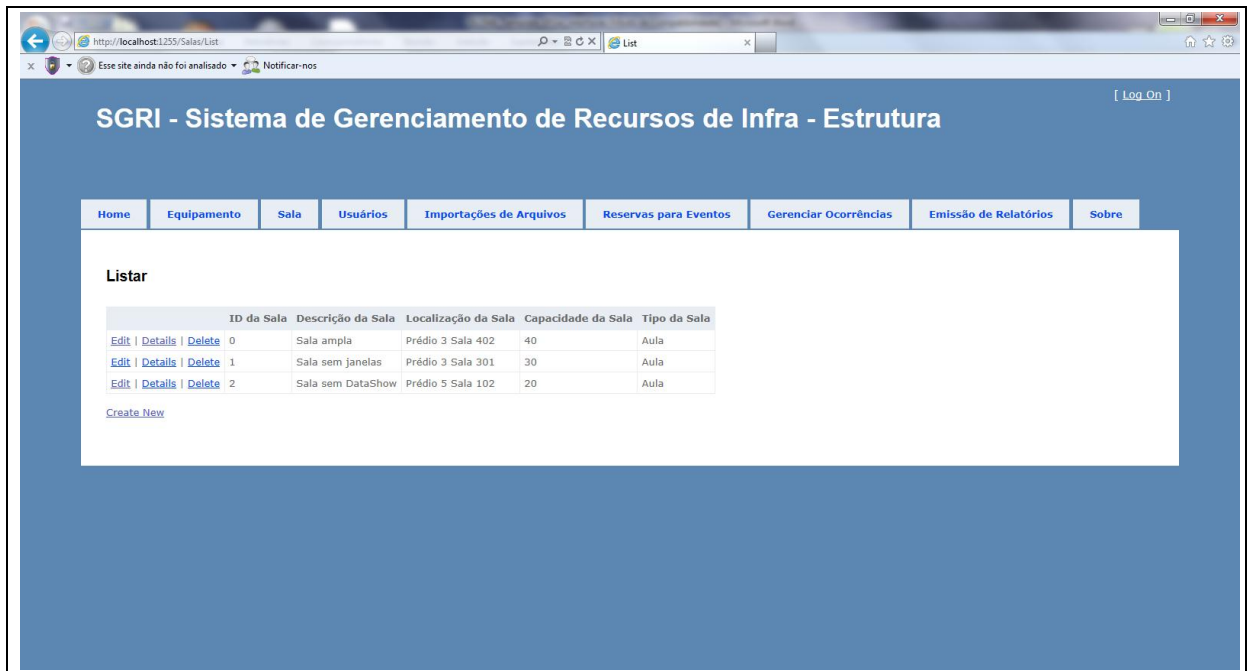 http://localhost:1255/Salas/List
List
Esse site ainda não foi analisado
Notificar-nos
[ Log On ]
SGRI - Sistema de Gerenciamento de Recursos de Infra - Estrutura
Home Equipamento Sala Usuários Importações de Arquivos Reservas para Eventos Gerenciar Ocorrências Emissão de Relatórios Sobre
Listar
ID da Sala Descrição da Sala Localização da Sala Capacidade da Sala Tipo da Sala
Edit | Details | Delete 0 Sala ampla Prédio 3 Sala 402 40 Aula
Edit | Details | Delete 1 Sala sem janelas Prédio 3 Sala 301 30 Aula
Edit | Details | Delete 2 Sala sem DataShow Prédio 5 Sala 102 20 Aula
Create New